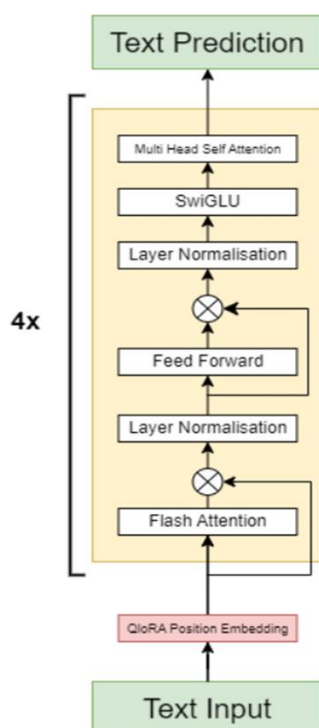 Text Prediction
Multi Head Self Attention
SwiGLU
Layer Normalisation
4x
Feed Forward
Layer Normalisation
Flash Attention
QloRA Position Embedding
Text Input